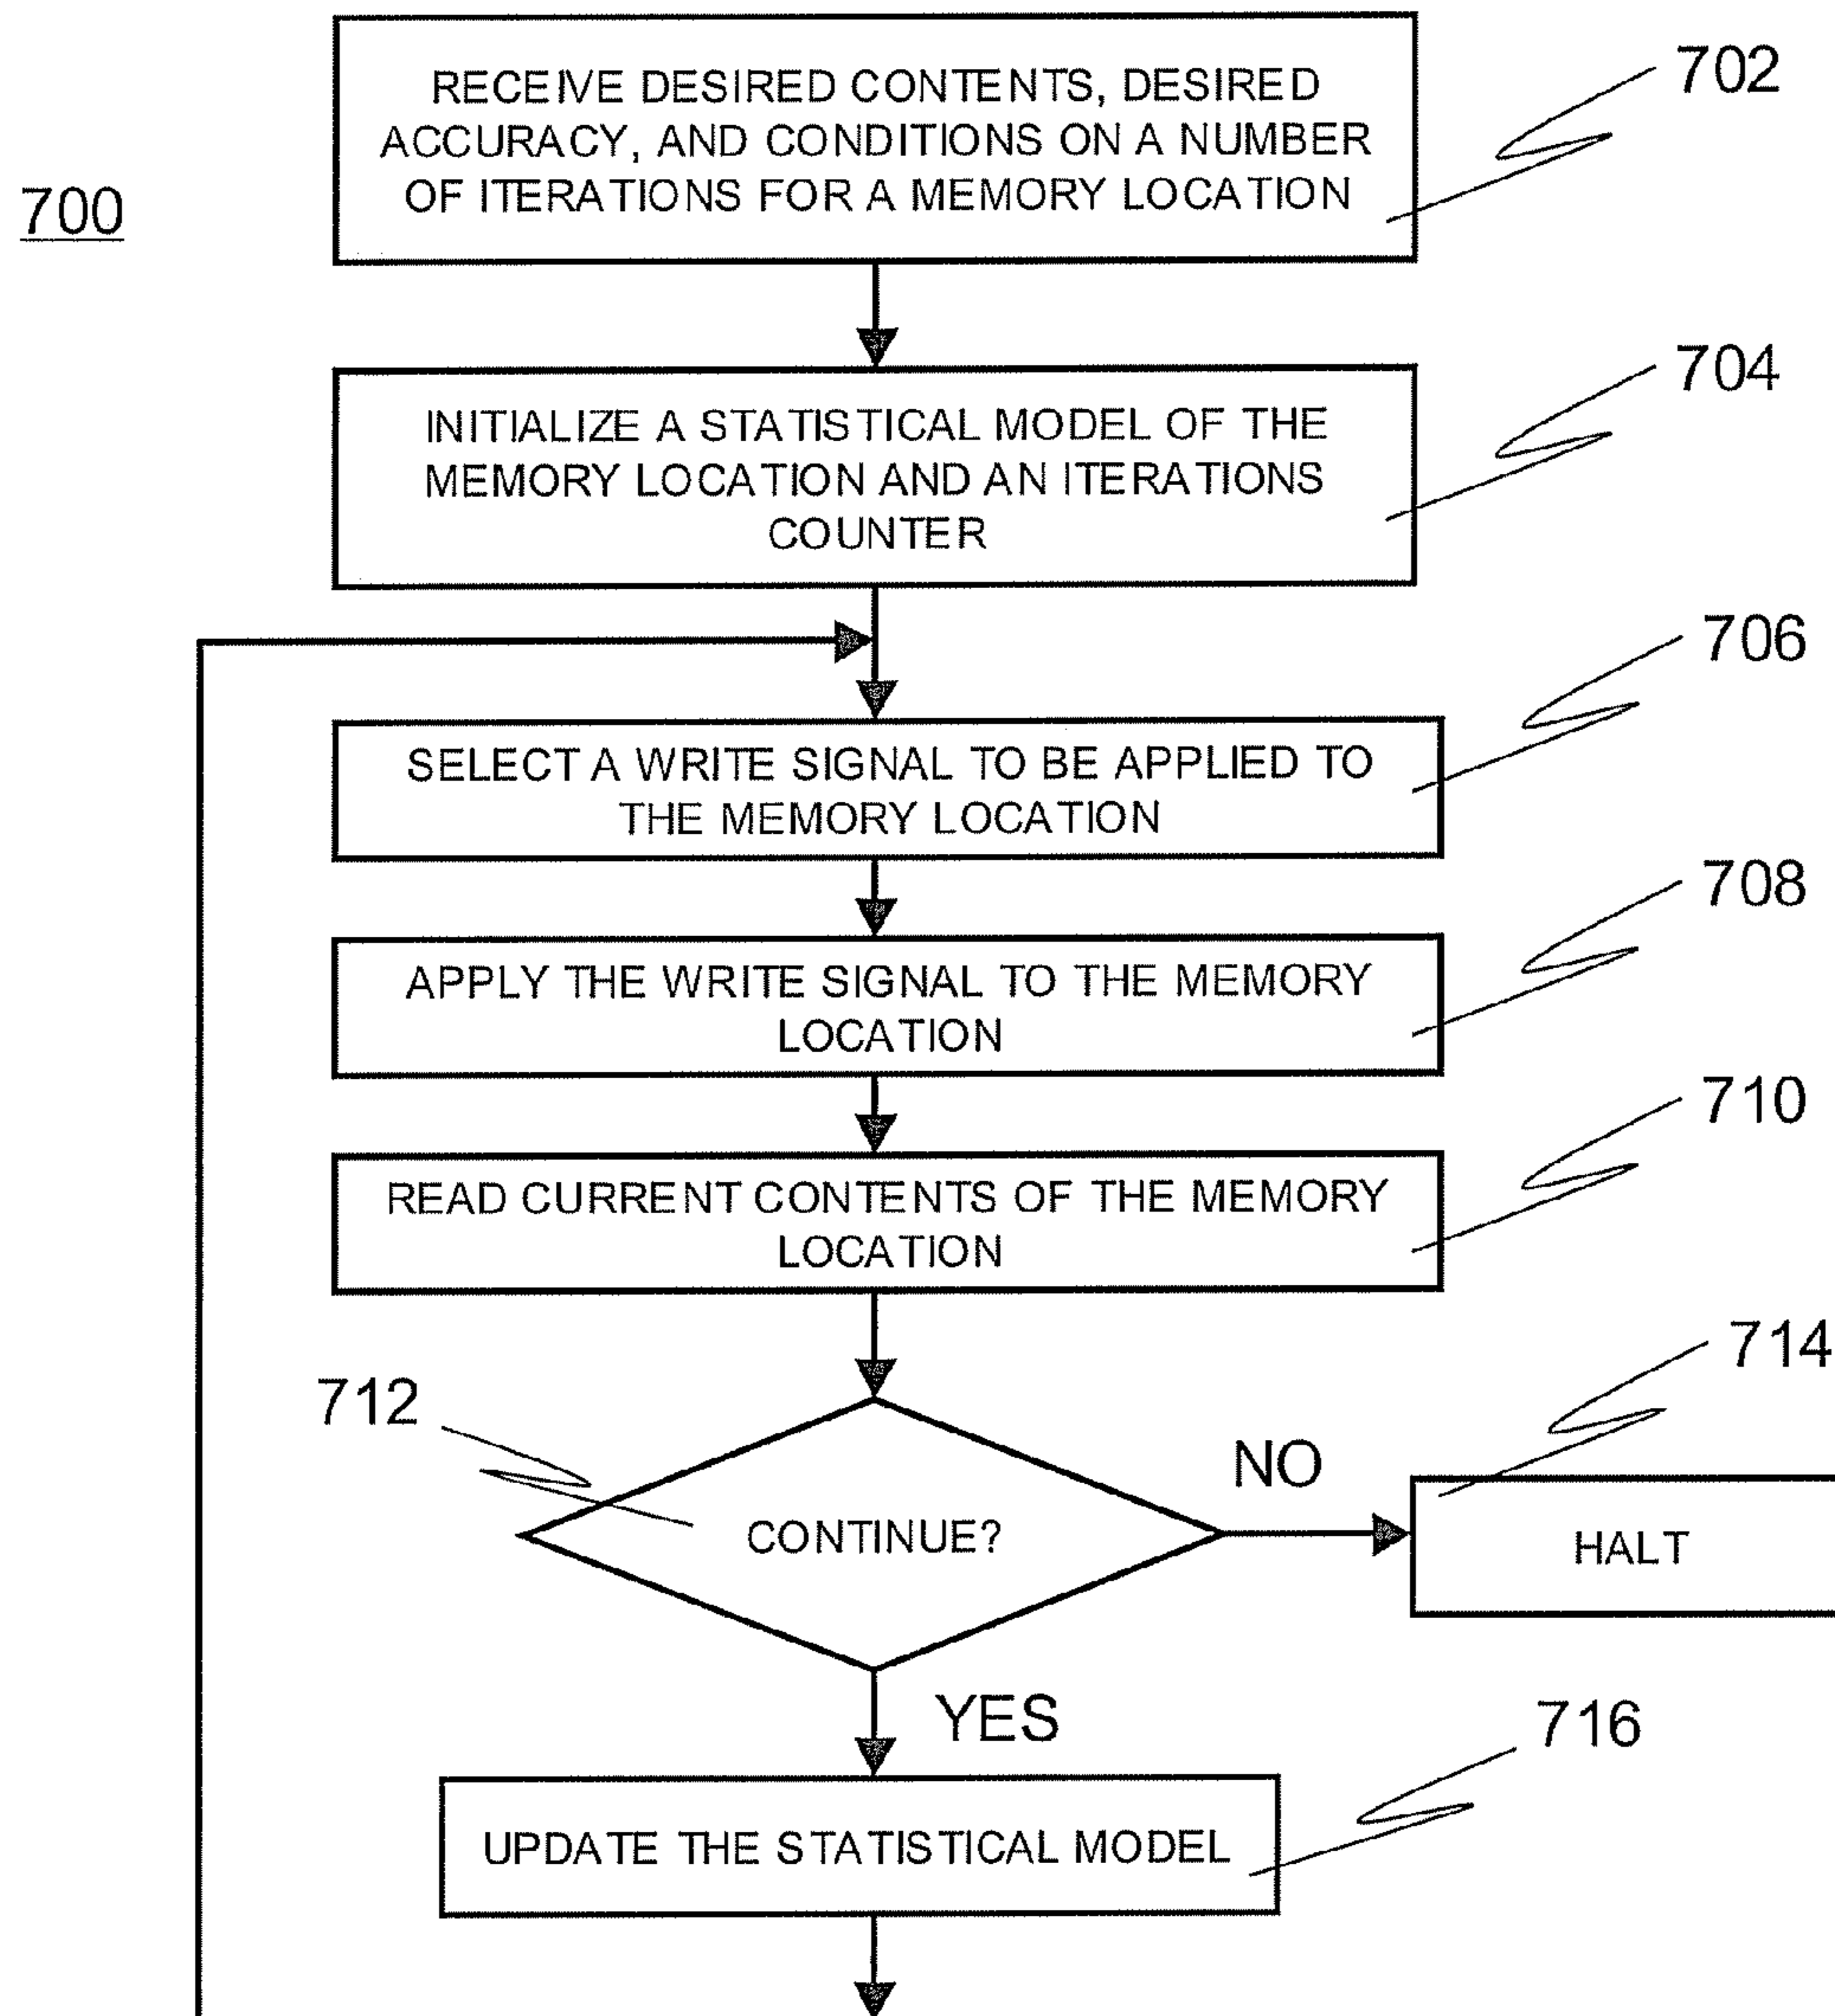 RECEIVE DESIRED CONTENTS, DESIRED
ACCURACY, AND CONDITIONS ON A NUMBER
OF ITERATIONS FOR A MEMORY LOCATION
702
700
INITIALIZE A STATISTICAL MODEL OF THE
MEMORY LOCATION AND AN ITERATIONS
COUNTER
704
SELECT A WRITE SIGNAL TO BE APPLIED TO
THE MEMORY LOCATION
706
APPLY THE WRITE SIGNAL TO THE MEMORY
LOCATION
708
READ CURRENT CONTENTS OF THE MEMORY
LOCATION
710
712
CONTINUE?
NO
714
HALT
YES
716
UPDATE THE STATISTICAL MODEL